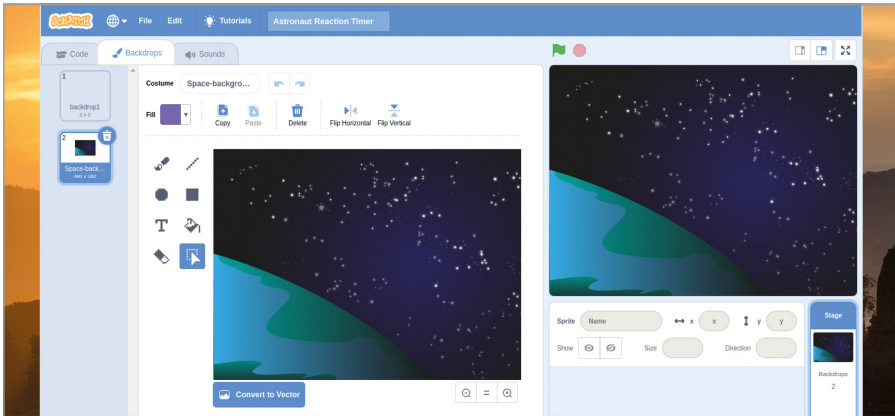 SCRATCH File Edit Tutorials Astronaut Reaction Timer
Code Backdrops Sounds
1
backdrop1
2 x 2
2
Space-back...
480 x 360
Costume Space-backgro...
Fill Copy Paste Delete Flip Horizontal Flip Vertical
T
Convert to Vector
=
Sprite Name x x y y
Show Size Direction
Stage
Backdrops
2